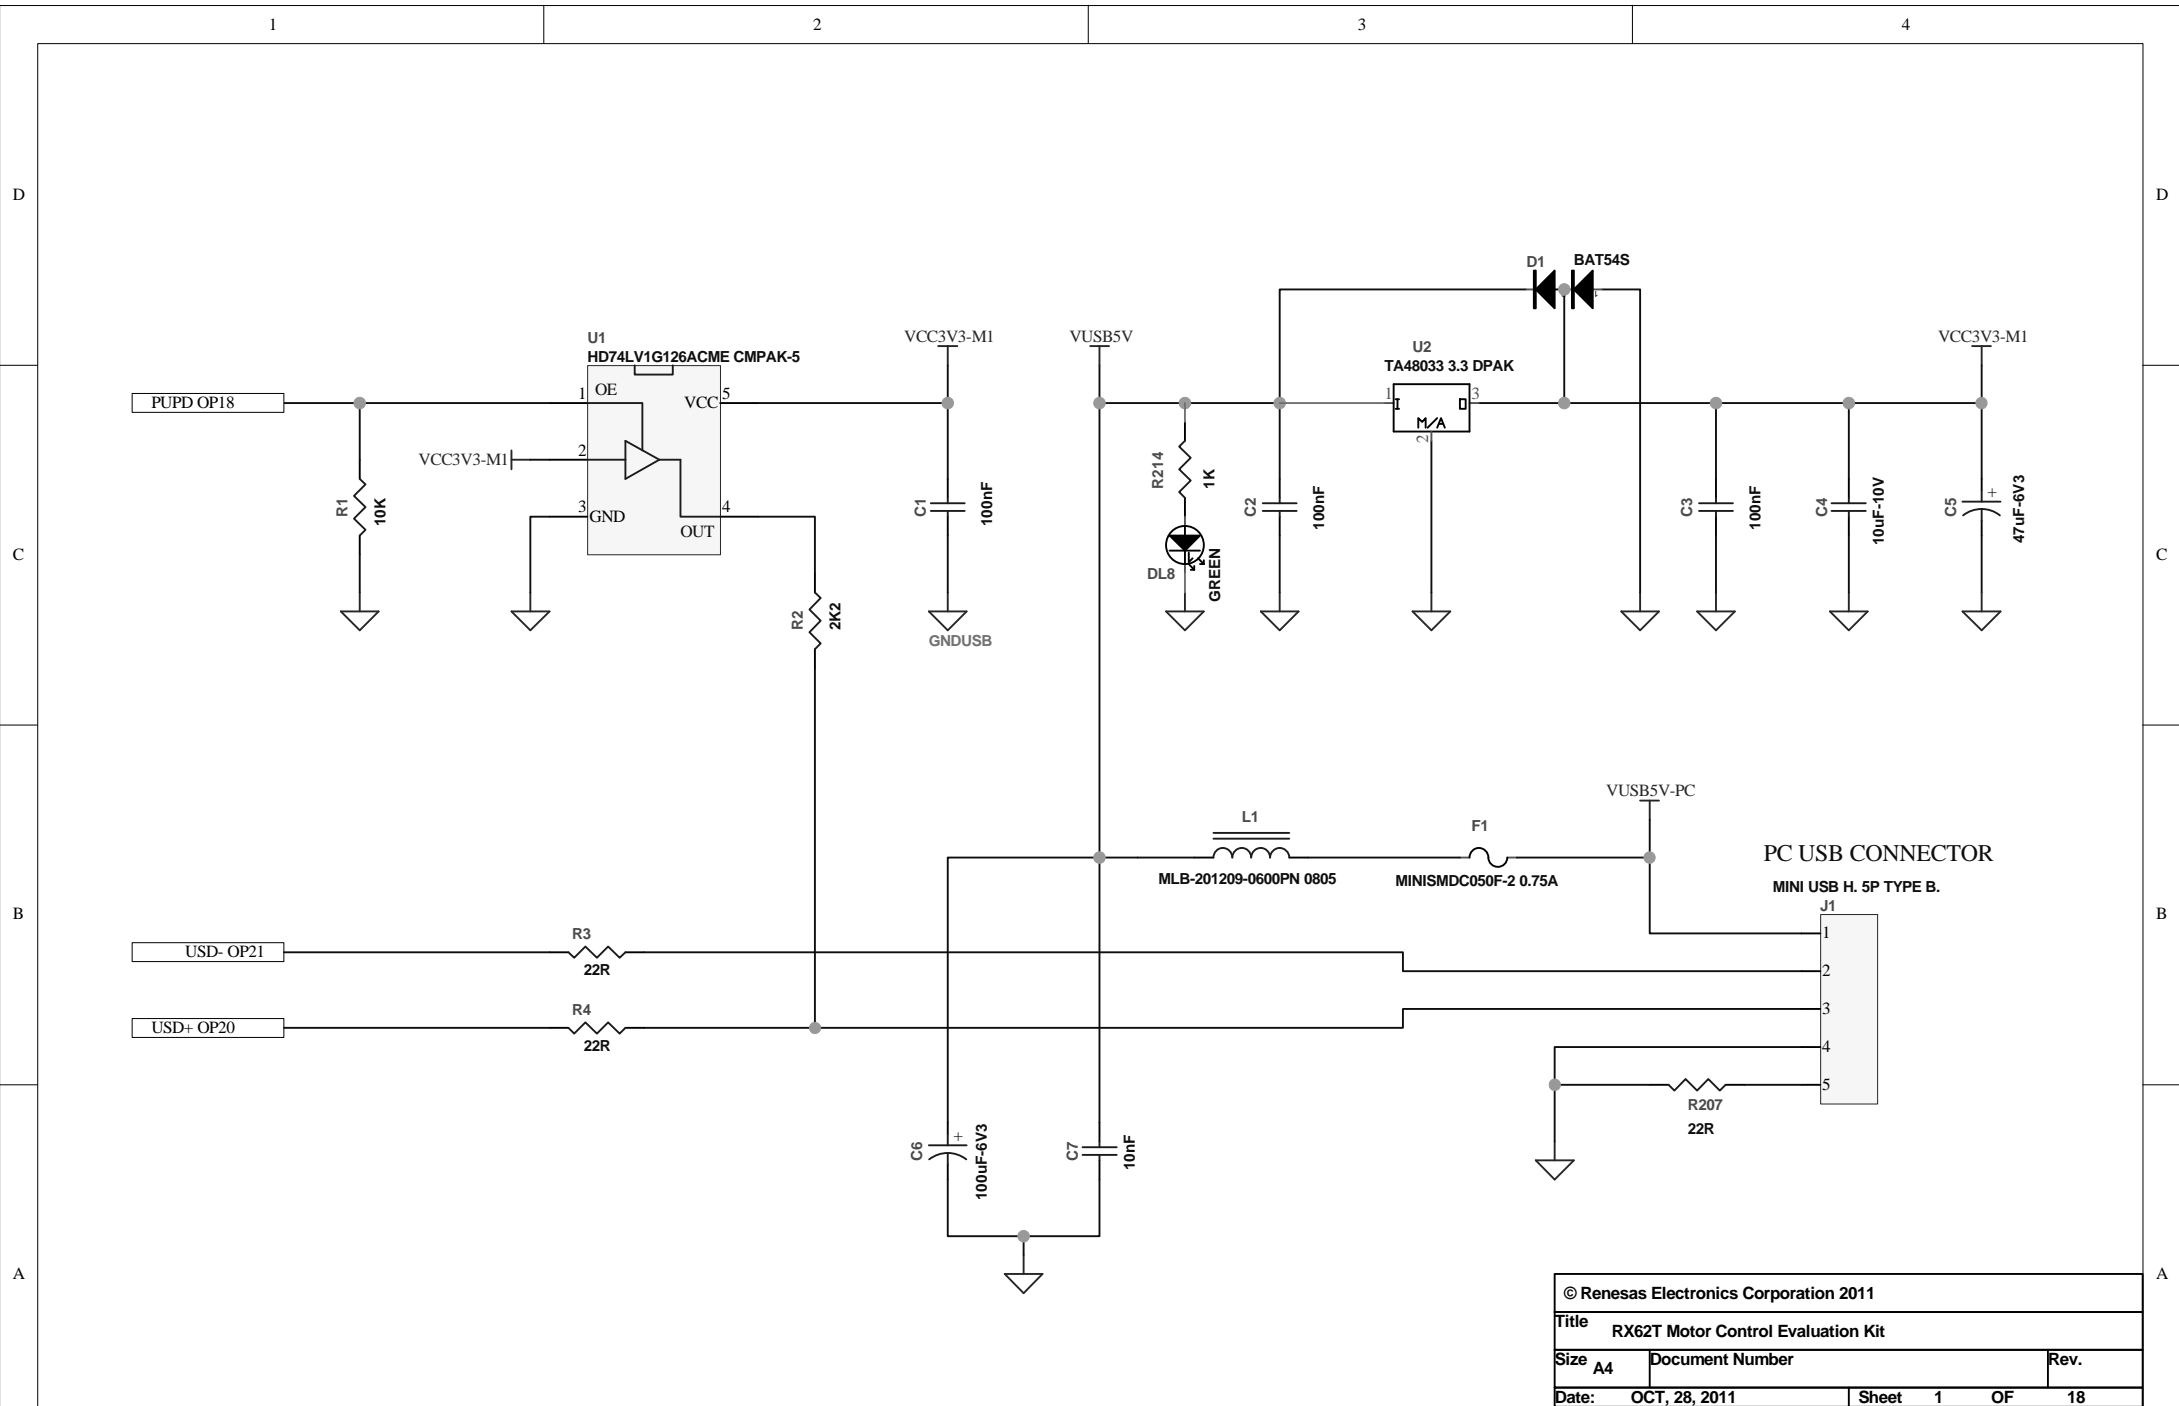 1 2 3 4
D D
D1 BAT54S
U1
HD74LV1G126ACME CMPAK-5
VCC3V3-M1
VUSB5V
U2
TA48033 3.3 DPAK
VCC3V3-M1
PUPD OP18
1 OE
VCC 5
1 I
O 3
M/A
2
VCC3V3-M1
2
3 GND
4
OUT
R1
10K
C1
100nF
R214
1K
C2
100nF
C3
100nF
C4
10uF-10V
C5
+
47uF-6V3
C C
DL8
GREEN
R2
2K2
GNDUSB
VUSB5V-PC
L1
F1
MLB-201209-0600PN 0805
MINISMDC050F-2 0.75A
PC USB CONNECTOR
MINI USB H. 5P TYPE B.
J1
B B
1
2
3
4
5
USD- OP21
R3
22R
USD+ OP20
R4
22R
R207
22R
C6
+
100uF-6V3
C7
10nF
A A
© Renesas Electronics Corporation 2011
Title RX62T Motor Control Evaluation Kit
Size A4 Document Number Rev.
Date: OCT, 28, 2011 Sheet 1 OF 18